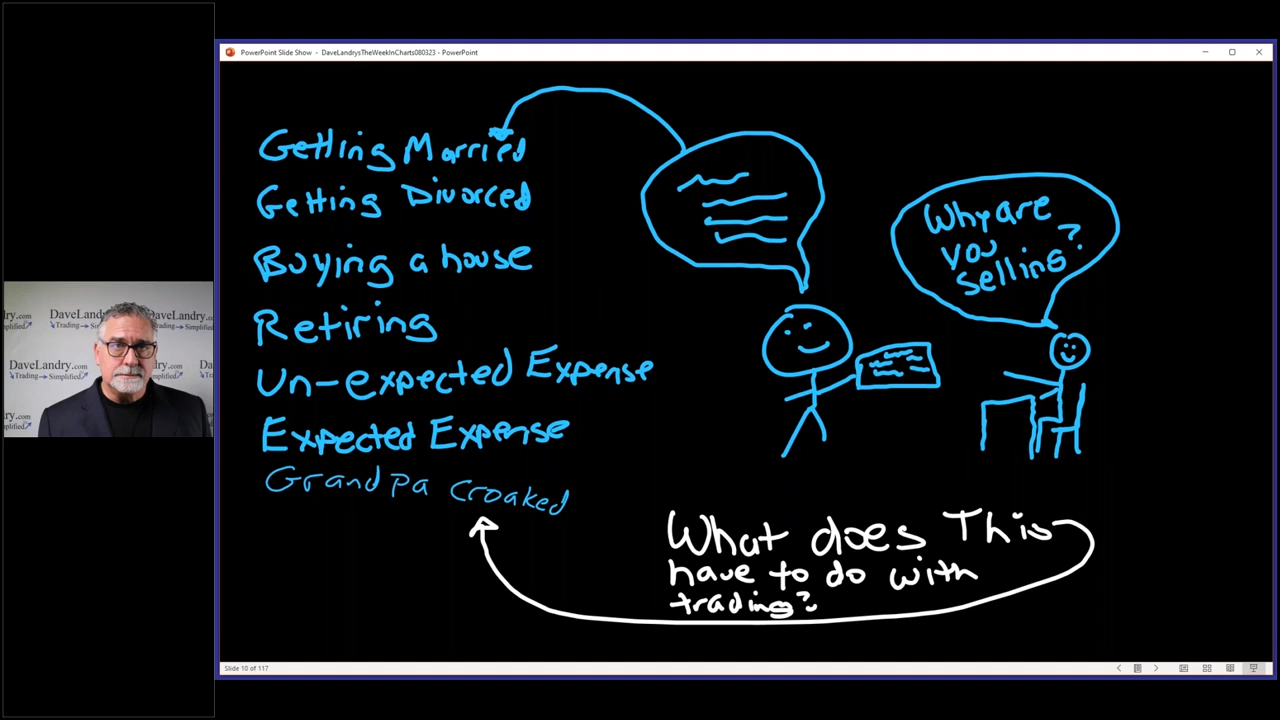 PowerPoint Slide Show - DaveLandrysTheWeekInCharts080323 - PowerPoint
Getting Married
Getting Divorced
Buying a house
Retiring
Un-expected Expense
Expected Expense
Grandpa Croaked
Why are
you
selling?
What does This
have to do with
trading?
DaveLandry.com
Trading Simplified
Slide 10 of 117